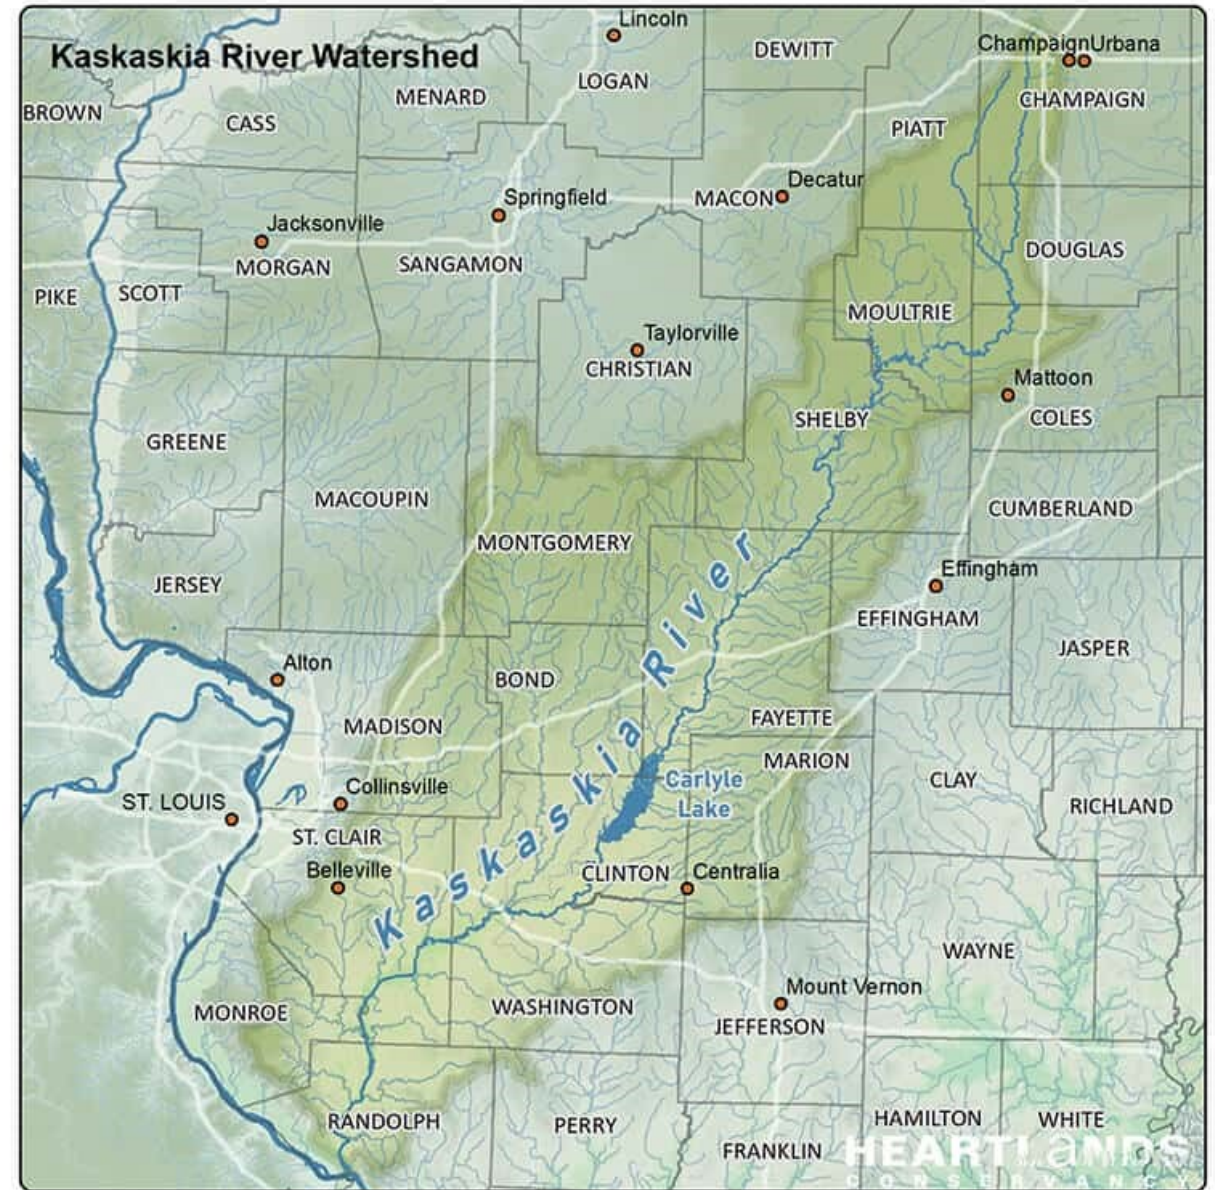 Lincoln
Kaskaskia River Watershed
DEWITT
ChampaignUrbana
LOGAN
MENARD
BROWN
CASS
CHAMPAIGN
PIATT
Decatur
Springfield
MACON
Jacksonville
MORGAN
SANGAMON
DOUGLAS
PIKE
SCOTT
MOULTRIE
Taylorville
CHRISTIAN
Mattoon
SHELBY
COLES
GREENE
MACOUPIN
CUMBERLAND
MONTGOMERY
Effingham
JERSEY
EFFINGHAM
JASPER
Alton
BOND
MADISON
FAYETTE
MARION
Kaskaskia River
Carlyle
Lake
CLAY
Collinsville
ST. LOUIS
RICHLAND
ST. CLAIR
Belleville
CLINTON
Centralia
WAYNE
Mount Vernon
MONROE
WASHINGTON
JEFFERSON
RANDOLPH
PERRY
HAMILTON
WHITE
FRANKLIN
HEARTLANDS
CONSERVANCY